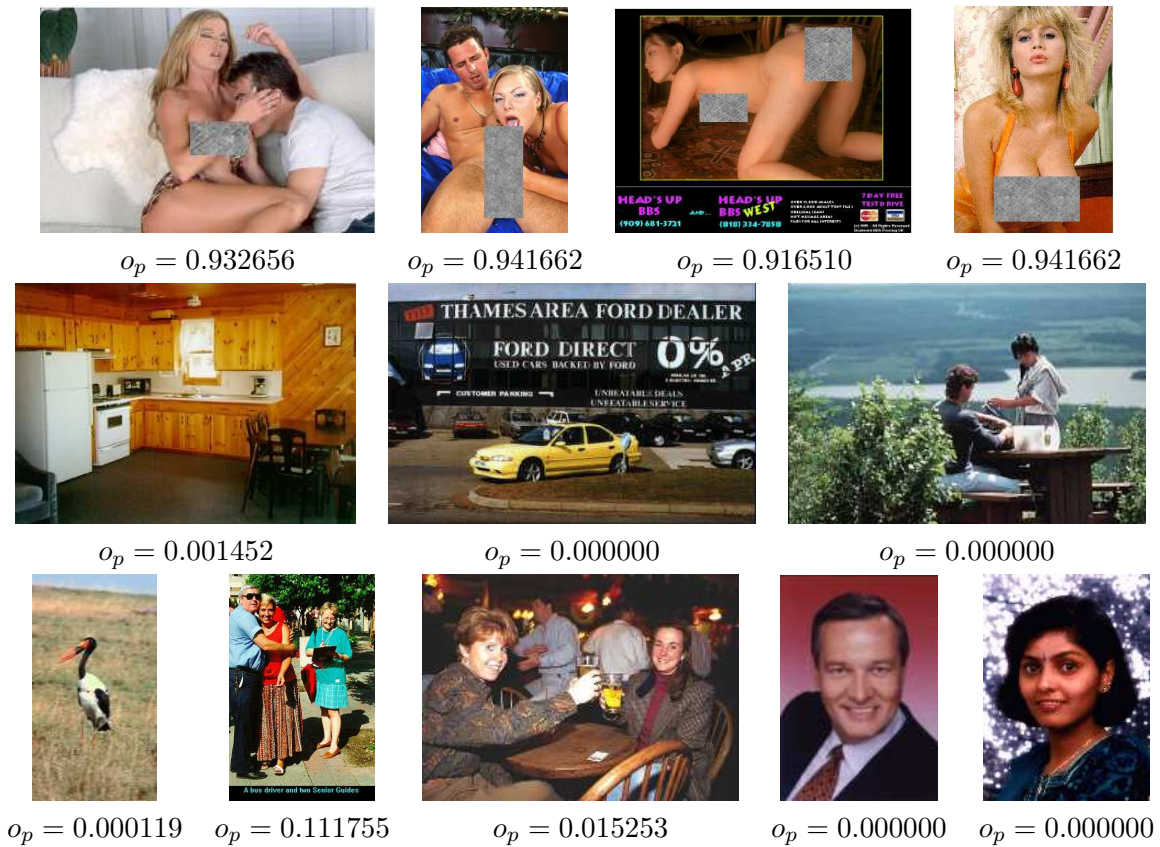 HEAD'S UP
BBS
(909) 681-3721
AND...
HEAD'S UP
BBS WEST
(818) 334-7858
7 DAY FREE
TEST DRIVE
o_p = 0.932656
o_p = 0.941662
o_p = 0.916510
o_p = 0.941662
THAMES AREA FORD DEALER
FORD DIRECT
USED CARS BACKED BY FORD
0% APR
CUSTOMER PARKING
UNBEATABLE DEALS
UNBEATABLE SERVICE
o_p = 0.001452
o_p = 0.000000
o_p = 0.000000
A bus driver and two Senior Guides
o_p = 0.000119
o_p = 0.111755
o_p = 0.015253
o_p = 0.000000
o_p = 0.000000